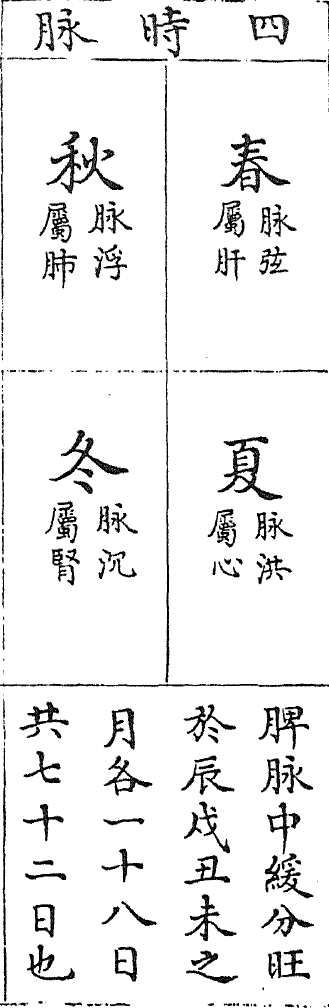 四時脉
春
脉弦
屬肝
夏
脉洪
屬心
秋
脉浮
屬肺
冬
脉沉
屬腎
脾脉中緩分旺
於辰戌丑未之
月各一十八日
共七十二日也